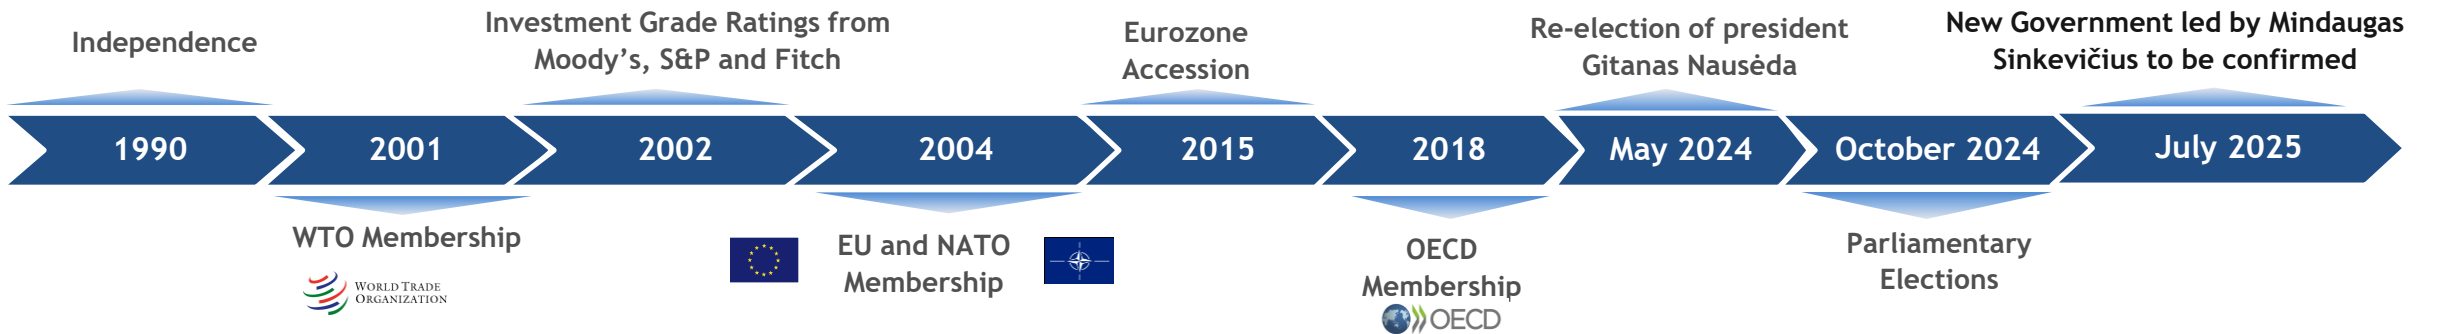 Independence
Investment Grade Ratings from
Moody's, S&P and Fitch
Eurozone
Accession
Re-election of president
Gitanas Nausėda
New Government led by Mindaugas
Sinkevičius to be confirmed
1990
2001
2002
2004
2015
2018
May 2024
October 2024
July 2025
WTO Membership
WORLD TRADE
ORGANIZATION
EU and NATO
Membership
OECD
Membership
OECD
Parliamentary
Elections